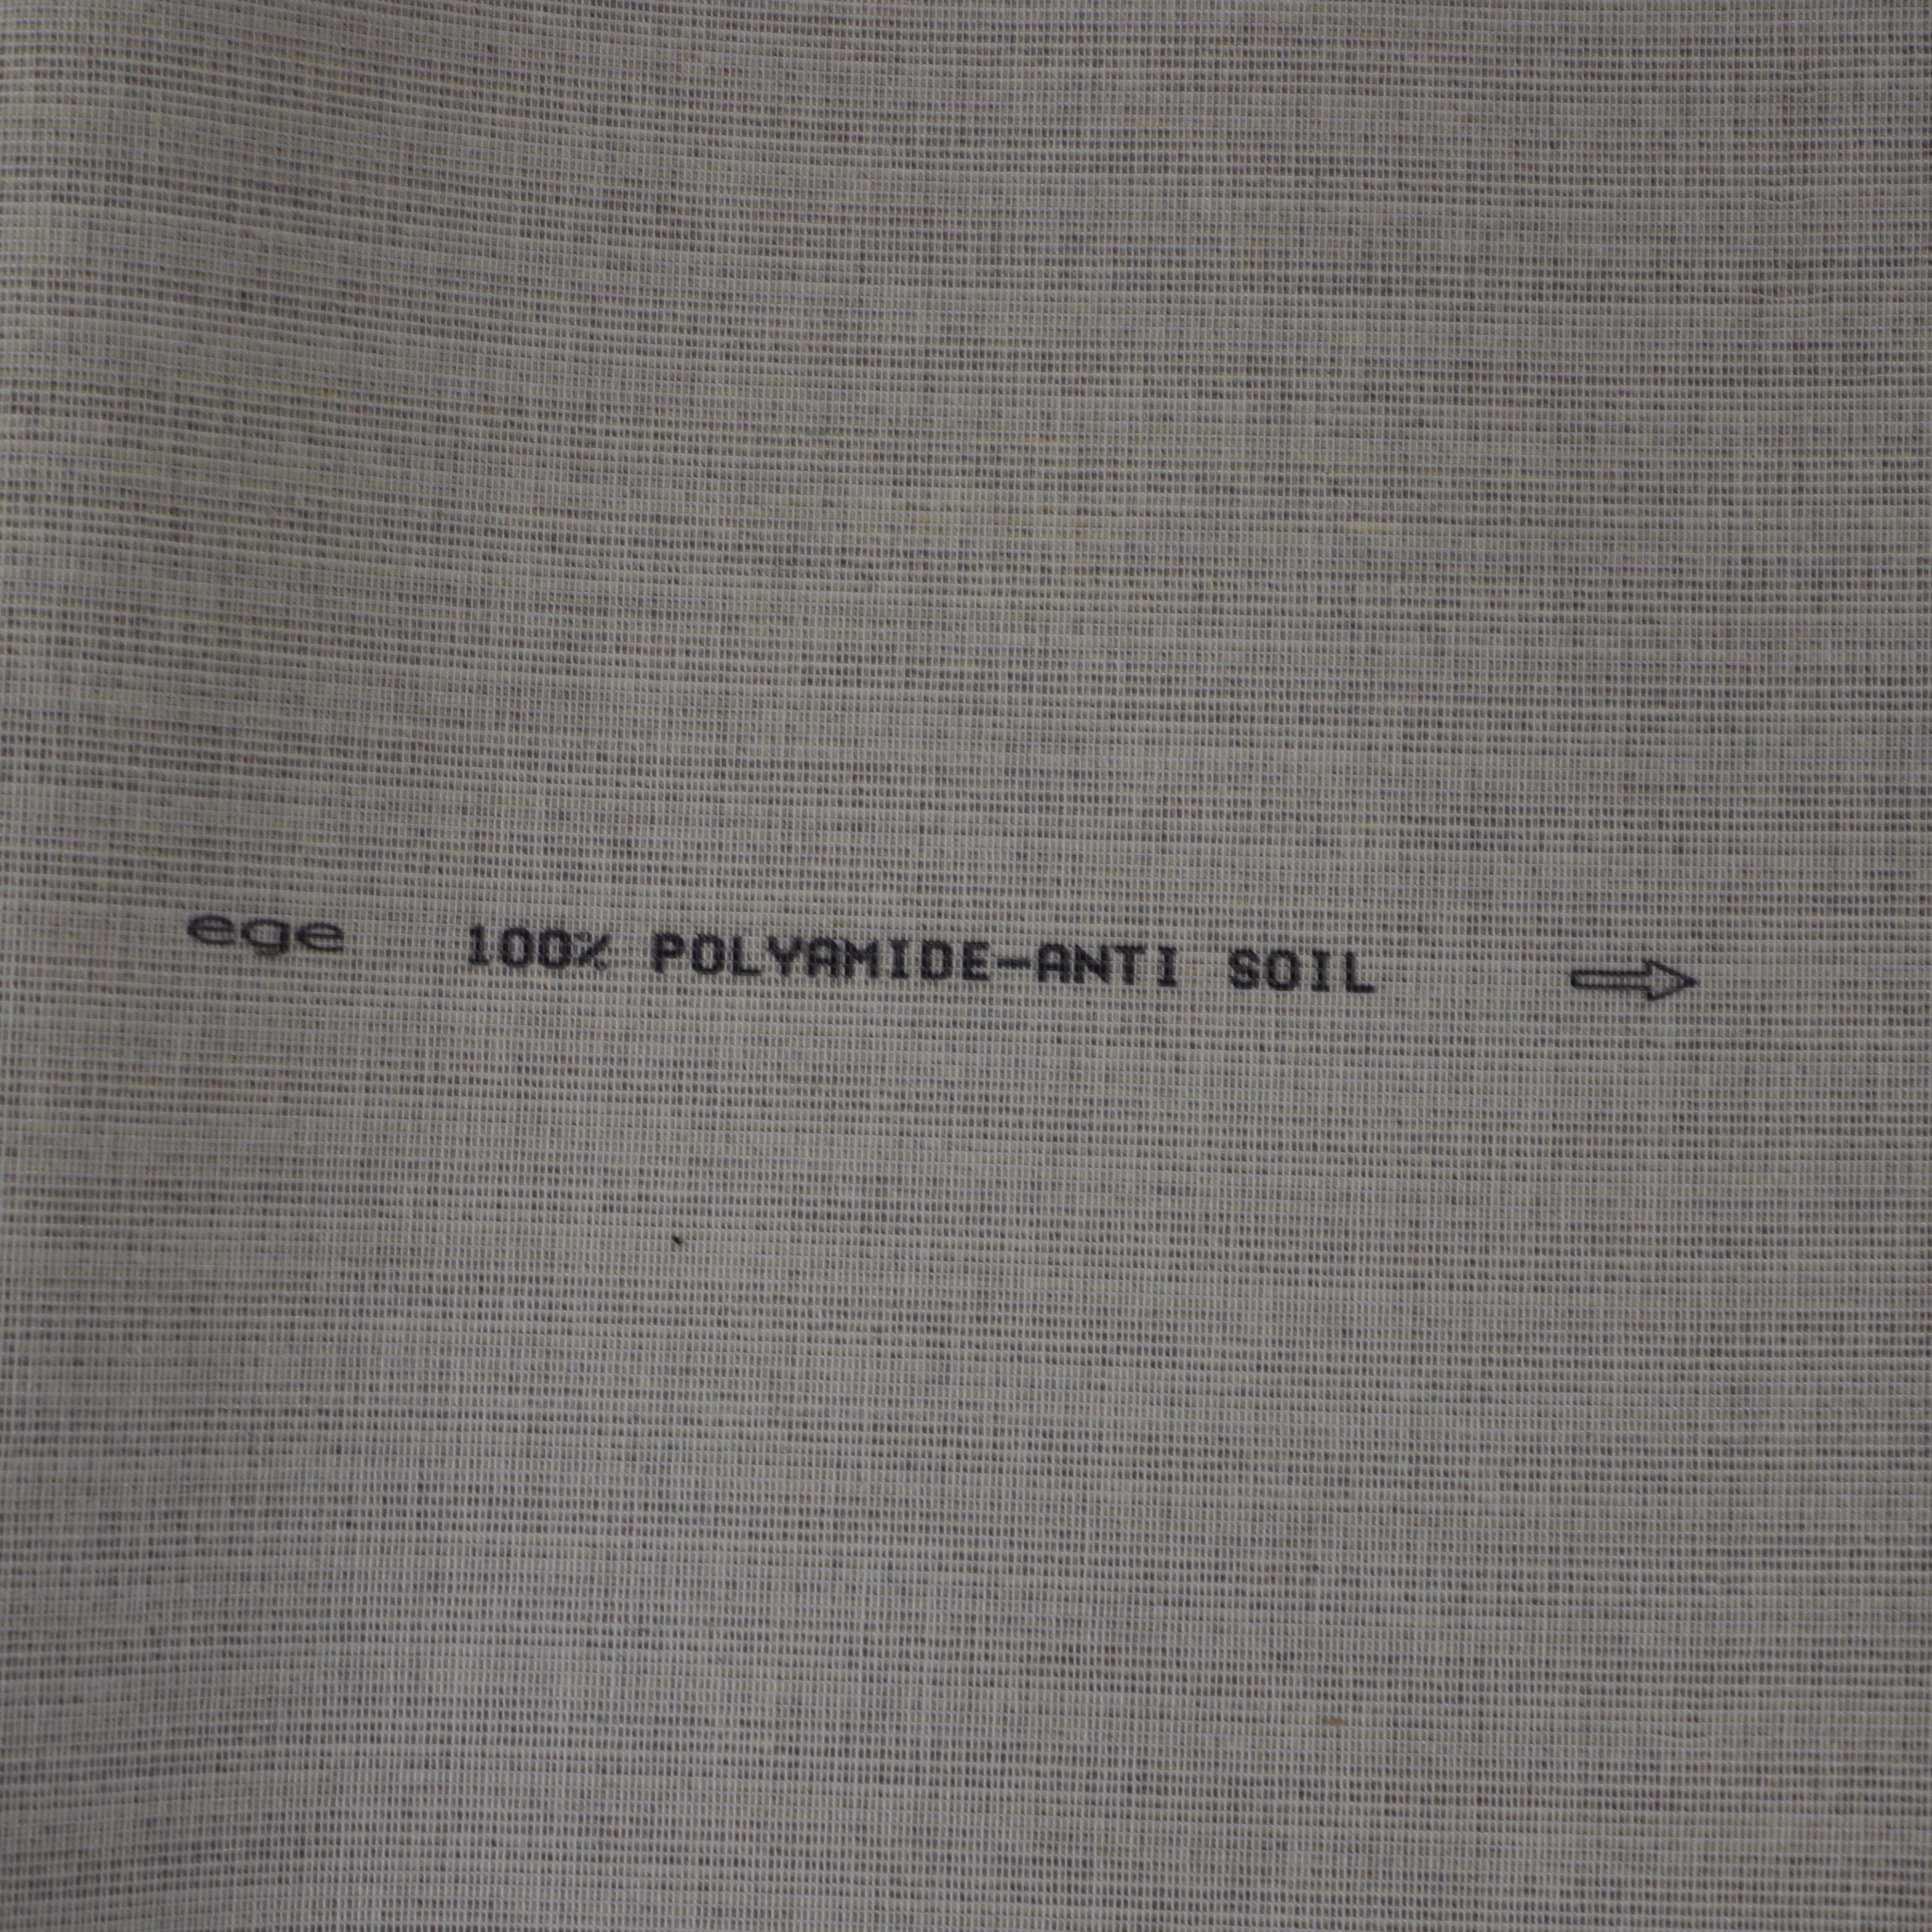 ege 100% POLYAMIDE-ANTI SOIL